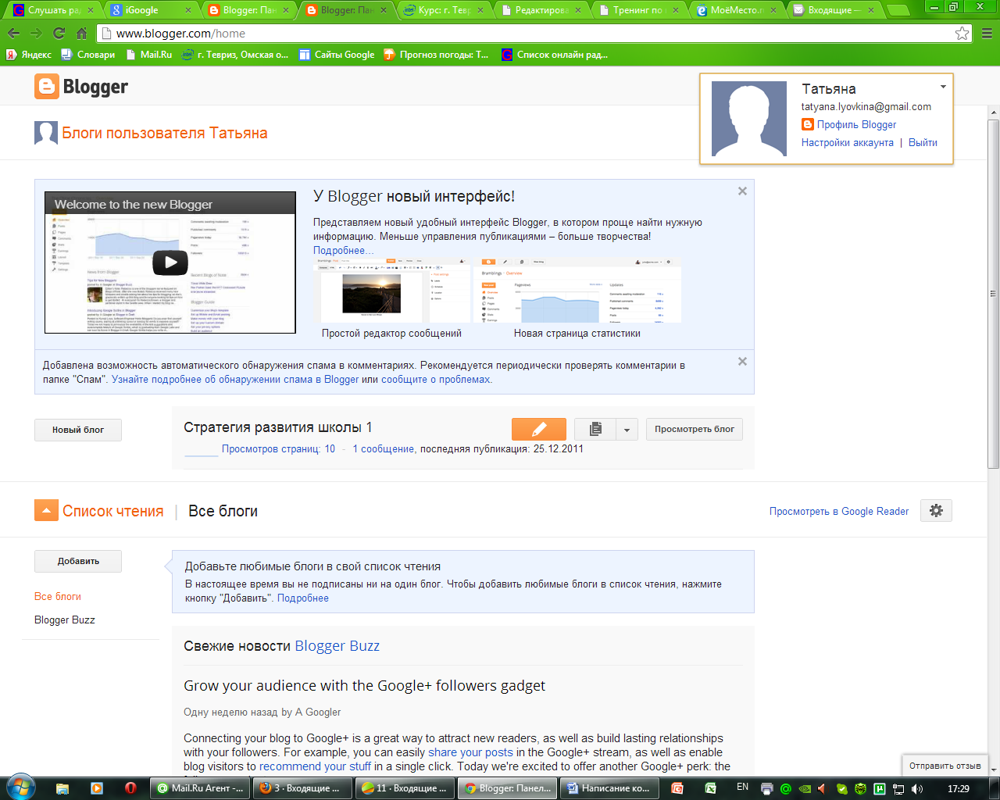 Слушать рад
iGoogle
Blogger: Пан
Blogger: Пан
Курс: г. Тевр
Редактирова
Тренинг по
МоёМесто.r
Входящие —
www.blogger.com/home
Яндекс
Словари
Mail.Ru
г. Тевриз, Омская о...
Сайты Google
Прогноз погоды: Т...
Список онлайн рад...
Blogger
Татьяна
tatyana.lyovkina@gmail.com
Профиль Blogger
Настройки аккаунта | Выйти
Блоги пользователя Татьяна
Welcome to the new Blogger
У Blogger новый интерфейс!
Представляем новый удобный интерфейс Blogger, в котором проще найти нужную
информацию. Меньше управления публикациями – больше творчества!
Подробнее...
Простой редактор сообщений
Новая страница статистики
Добавлена возможность автоматического обнаружения спама в комментариях. Рекомендуется периодически проверять комментарии в
папке "Спам". Узнайте подробнее об обнаружении спама в Blogger или сообщите о проблемах.
Новый блог
Стратегия развития школы 1
Просмотреть блог
Просмотров страниц: 10 - 1 сообщение, последняя публикация: 25.12.2011
Список чтения | Все блоги
Просмотреть в Google Reader
Добавить
Все блоги
Blogger Buzz
Добавьте любимые блоги в свой список чтения
В настоящее время вы не подписаны ни на один блог. Чтобы добавить любимые блоги в список чтения, нажмите
кнопку "Добавить". Подробнее
Свежие новости Blogger Buzz
Grow your audience with the Google+ followers gadget
Одну неделю назад by A Googler
Connecting your blog to Google+ is a great way to attract new readers, as well as build lasting relationships
with your followers. For example, you can easily share your posts in the Google+ stream, as well as enable
blog visitors to recommend your stuff in a single click. Today we're excited to offer another Google+ perk: the
Отправить отзыв
Mail.Ru Агент -...
3 · Входящие ...
11 · Входящие ...
Blogger: Панел...
Написание ко...
EN
17:29